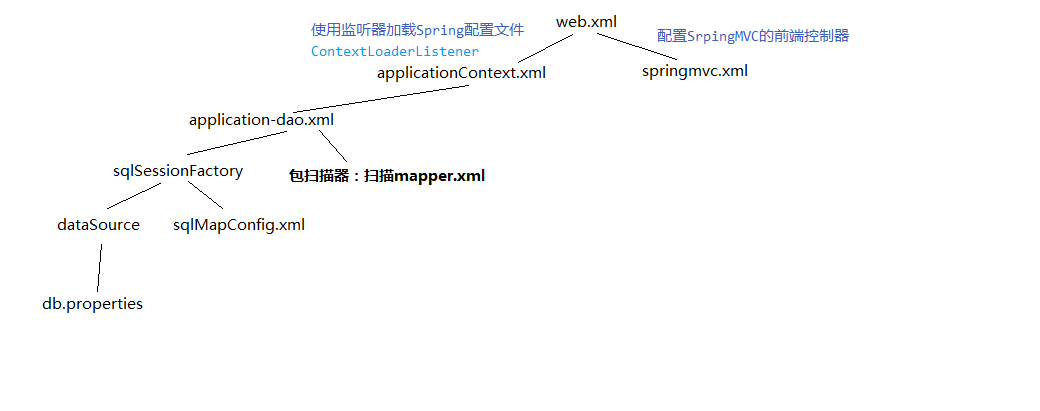 web.xml
使用监听器加载Spring配置文件
ContextLoaderListener
配置SrpingMVC的前端控制器
applicationContext.xml
springmvc.xml
application-dao.xml
sqlSessionFactory
包扫描器：扫描mapper.xml
dataSource
sqlMapConfig.xml
db.properties